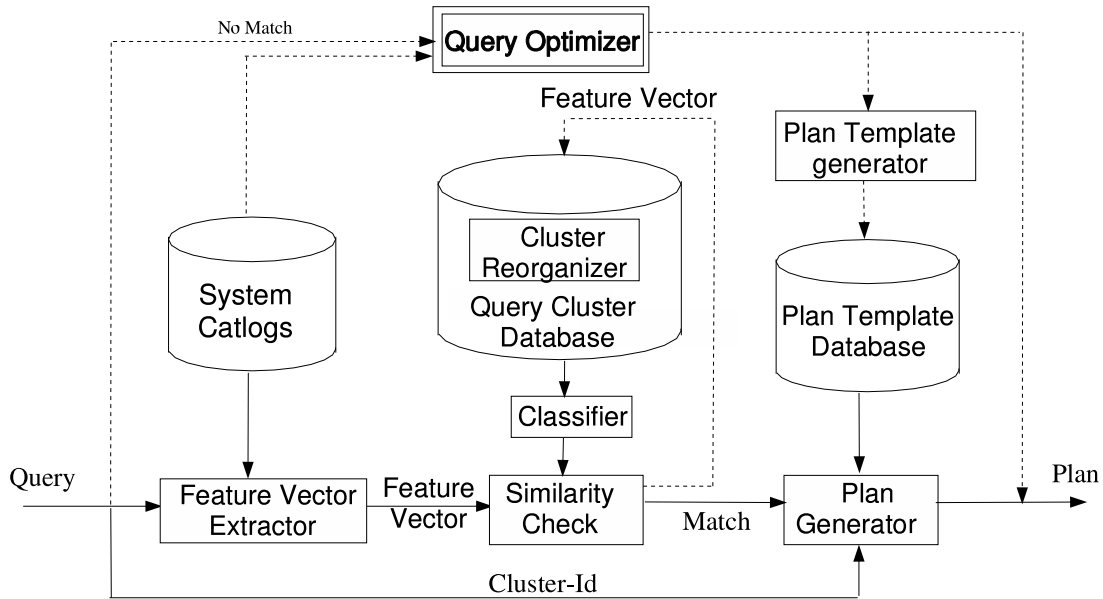 No Match
Query Optimizer
Feature Vector
Plan Template
generator
Cluster
Reorganizer
System
Catlogs
Query Cluster
Database
Plan Template
Database
Classifier
Query
Feature Vector
Extractor
Feature
Vector
Similarity
Check
Match
Plan
Generator
Plan
Cluster-Id